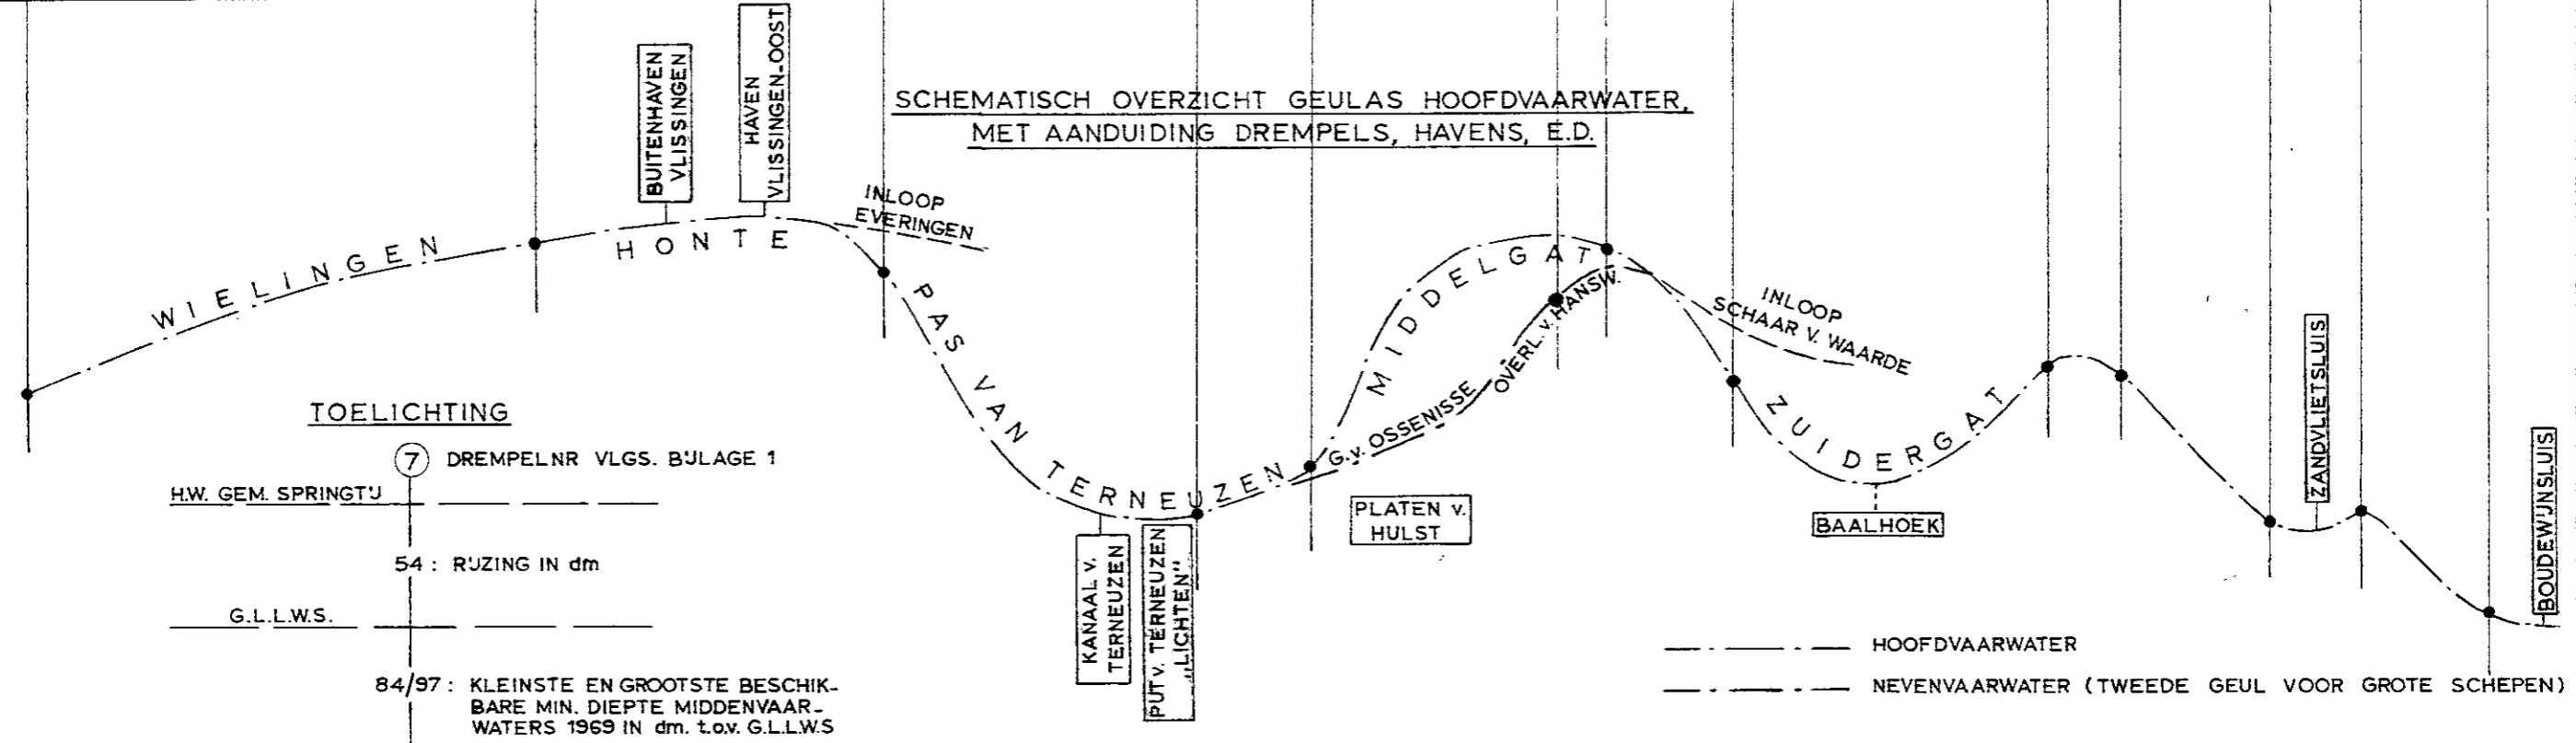 SCHEMATISCH OVERZICHT GEULAS HOOFDVAARWATER,
MET AANDUIDING DREMPELS, HAVENS, E.D.
BUITENHAVEN
VLISSINGEN
HAVEN
VLISSINGEN-OOST
INLOOP
EVERINGEN
WIELINGEN
HONTE
PAS VAN TERNEUZEN
MIDDELGAT
G.v. OSSENISSE
OVERL. v. HANSW.
INLOOP
SCHAAR V. WAARDE
ZUIDERGAT
KANAAL v.
TERNEUZEN
PUT v. TERNEUZEN
„LICHTEN"
PLATEN v.
HULST
BAALHOEK
ZANDVLIETSLUIS
BOUDEWIJNSLUIS
TOELICHTING
7 DREMPELNR VLGS. BIJLAGE 1
H.W. GEM. SPRINGTIJ
54 : RIJZING IN dm
G.L.L.W.S.
84/97 : KLEINSTE EN GROOTSTE BESCHIK-
BARE MIN. DIEPTE MIDDENVAAR-
WATERS 1969 IN dm. t.o.v. G.L.L.W.S
HOOFDVAARWATER
NEVENVAARWATER (TWEEDE GEUL VOOR GROTE SCHEPEN)